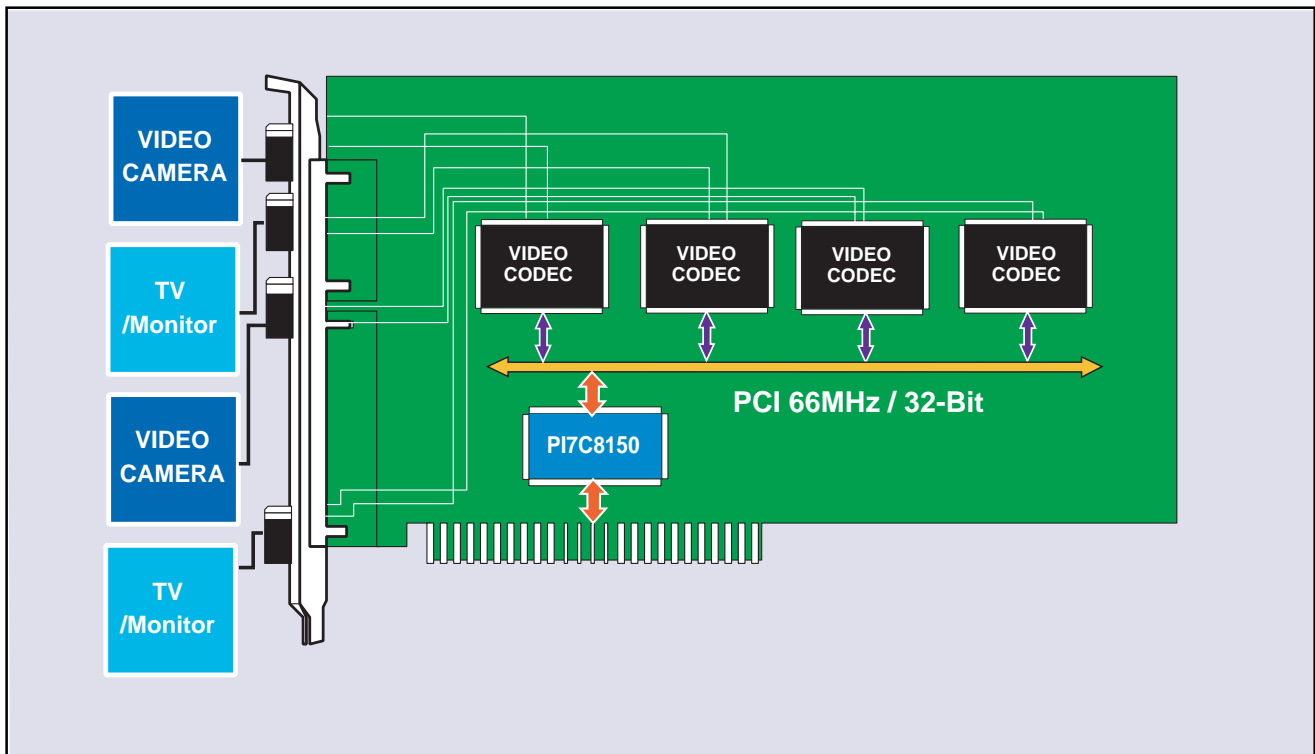 VIDEO
CAMERA
TV
/Monitor
VIDEO
CAMERA
TV
/Monitor
VIDEO
CODEC
VIDEO
CODEC
VIDEO
CODEC
VIDEO
CODEC
PCI 66MHz / 32-Bit
PI7C8150